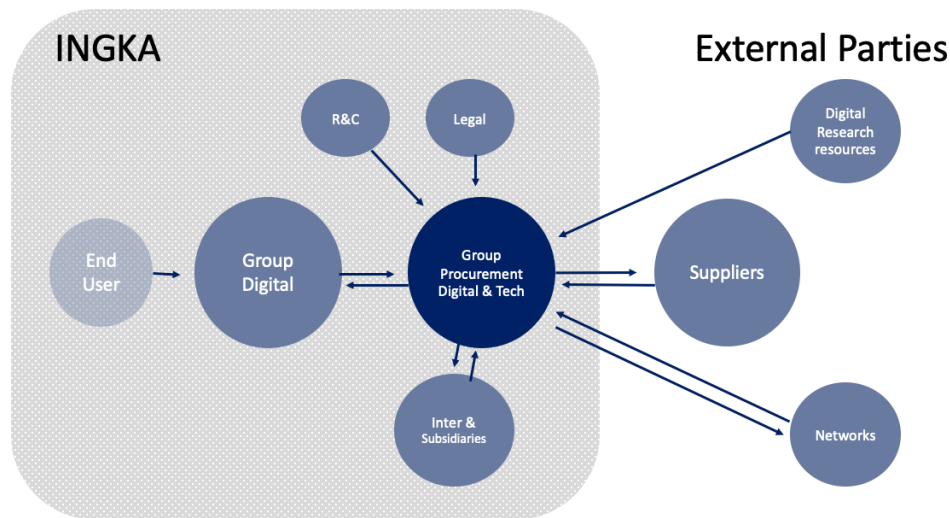 INGKA
External Parties
R&C
Legal
Digital
Research
resources
End
User
Group
Digital
Group
Procurement
Digital & Tech
Suppliers
Inter &
Subsidiaries
Networks